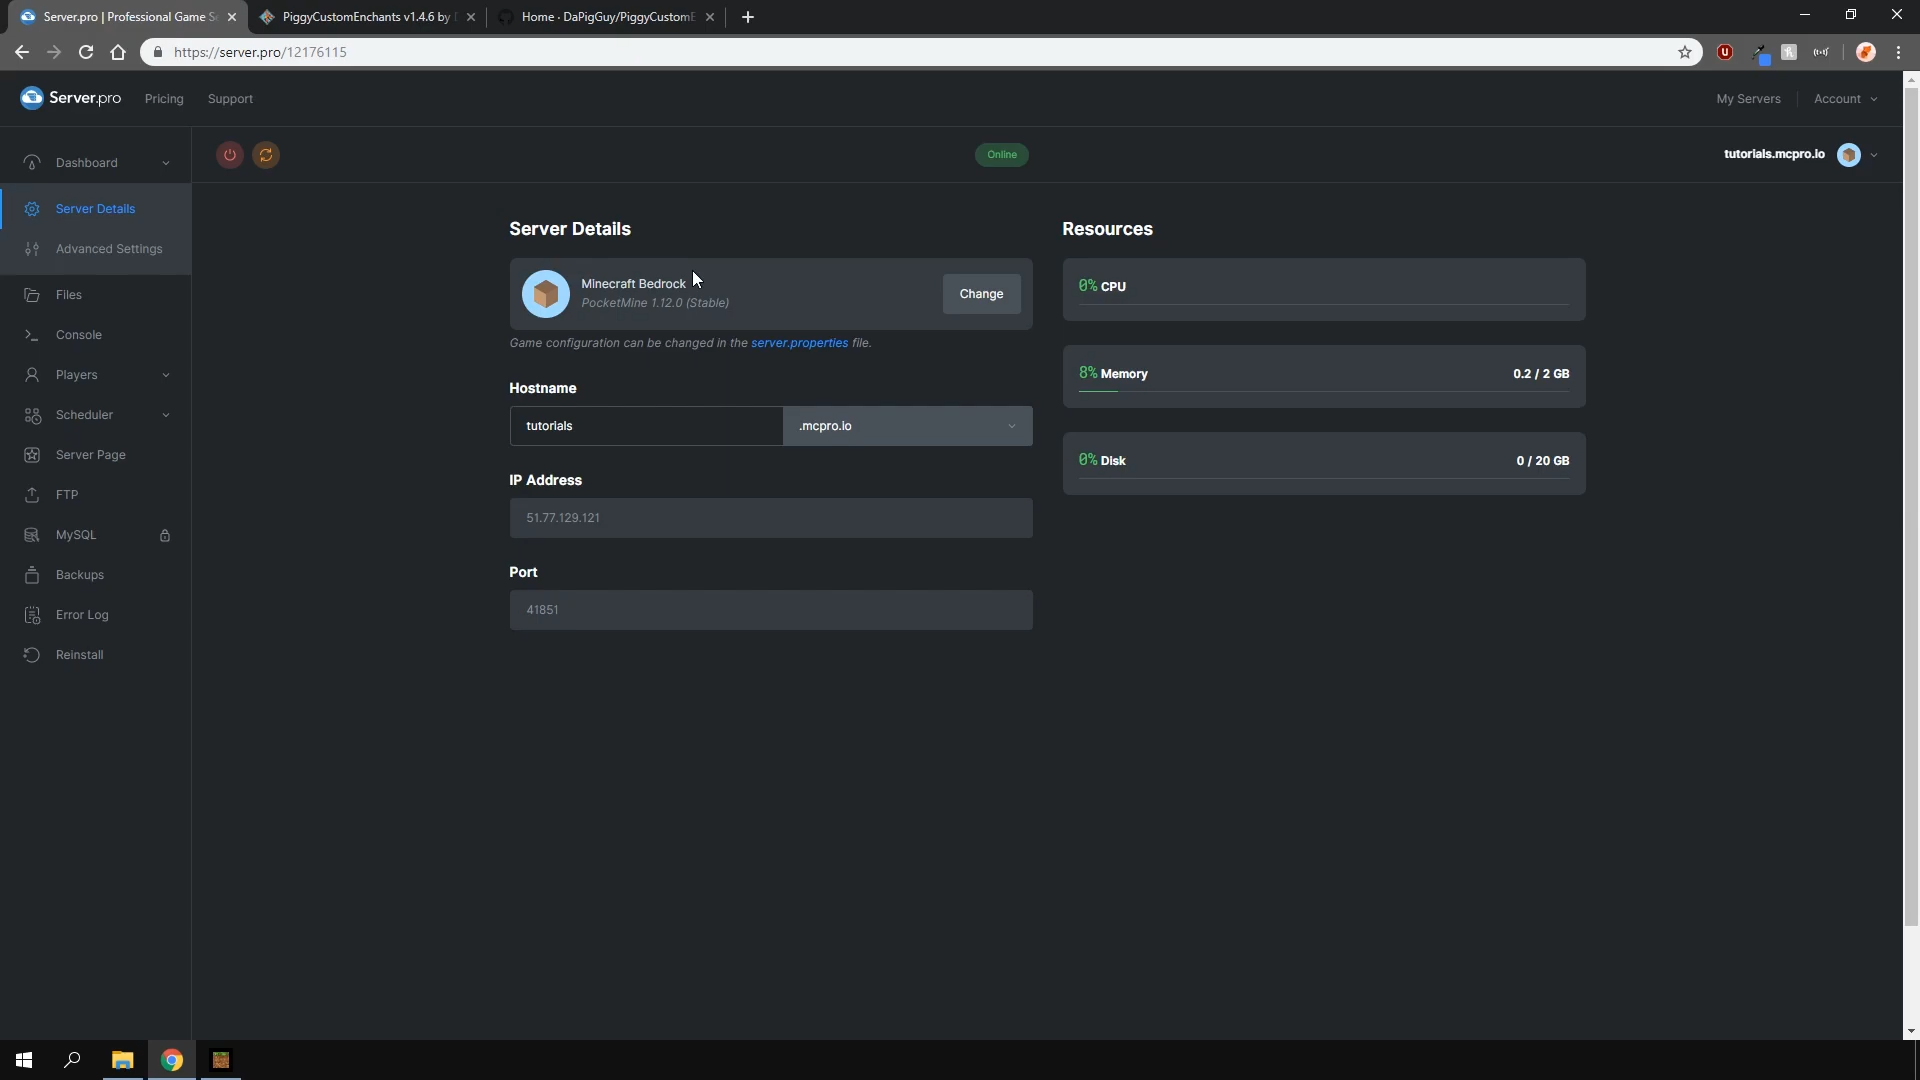 Server.pro | Professional Game S
PiggyCustomEnchants v1.4.6 by
Home · DaPigGuy/PiggyCustomE
https://server.pro/12176115
Server.pro
Pricing
Support
My Servers
Account
Dashboard
Online
tutorials.mcpro.io
Server Details
Advanced Settings
Files
Console
Players
Scheduler
Server Page
FTP
MySQL
Backups
Error Log
Reinstall
Server Details
Minecraft Bedrock
PocketMine 1.12.0 (Stable)
Change
Game configuration can be changed in the server.properties file.
Hostname
tutorials
.mcpro.io
IP Address
51.77.129.121
Port
41851
Resources
0% CPU
8% Memory
0.2 / 2 GB
0% Disk
0 / 20 GB